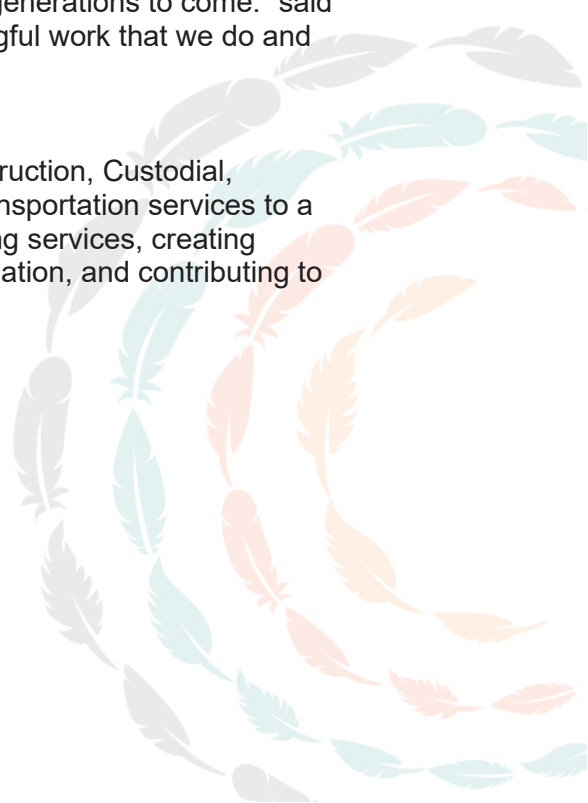 generations to come." said
gful work that we do and
ruction, Custodial,
nsportation services to a
ng services, creating
ation, and contributing to